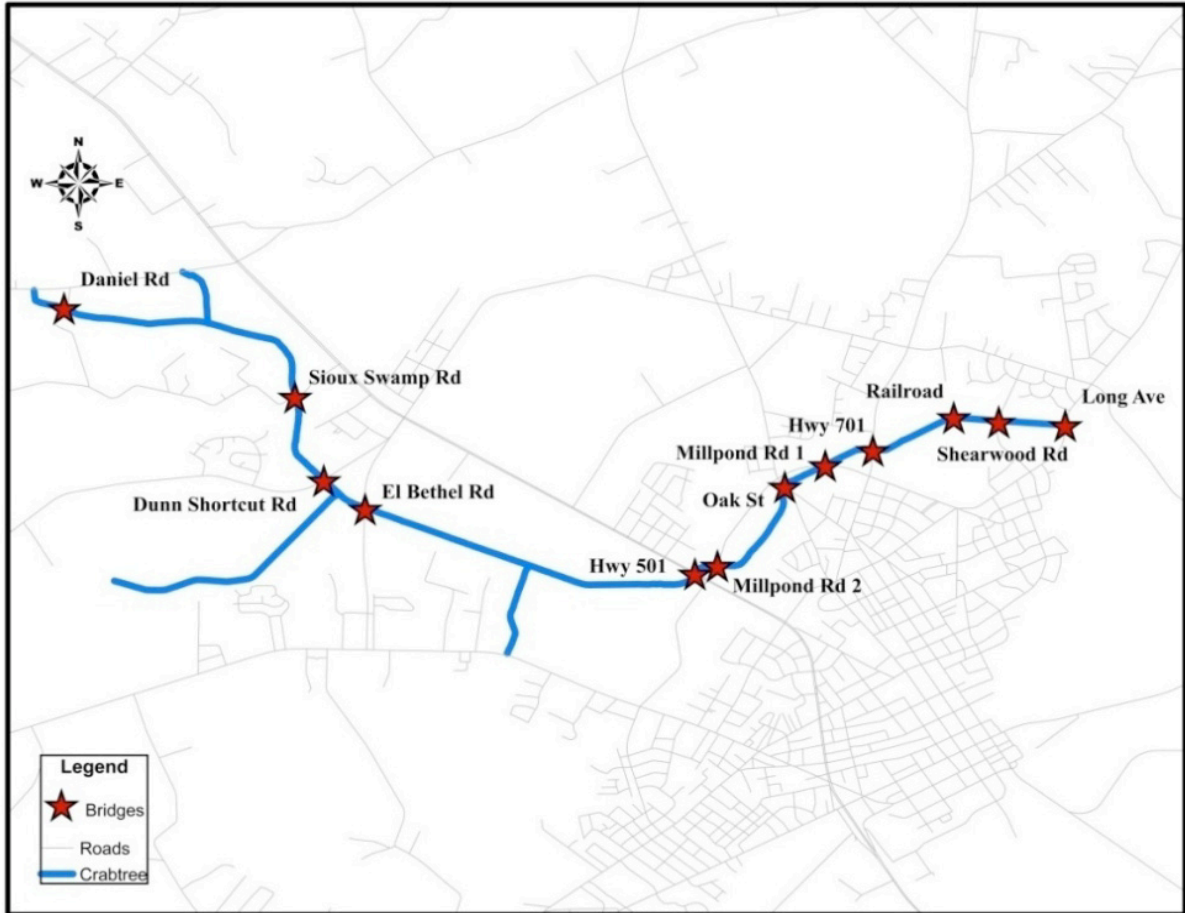 N
W
E
S
Daniel Rd
Sioux Swamp Rd
Railroad
Long Ave
Hwy 701
Millpond Rd 1
Shearwood Rd
El Bethel Rd
Dunn Shortcut Rd
Oak St
Hwy 501
Millpond Rd 2
Legend
Bridges
Roads
Crabtree